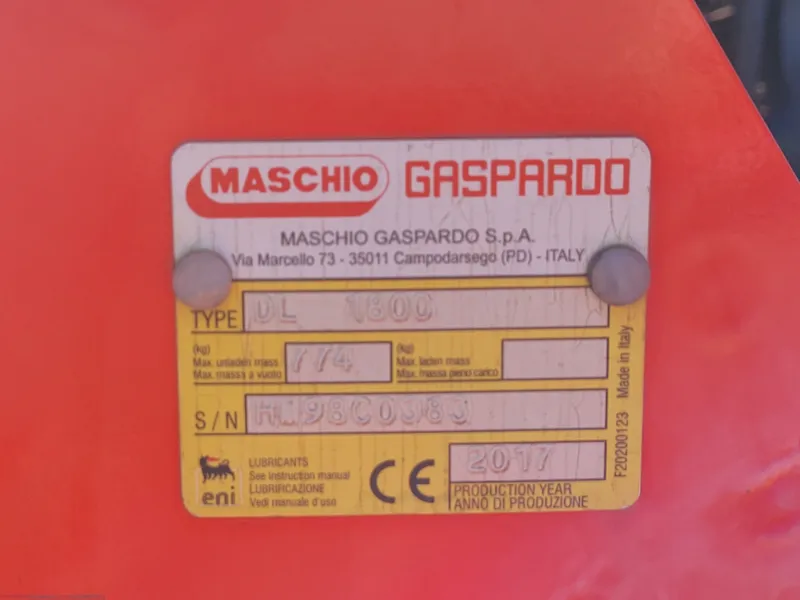 MASCHIO GASPARDO
MASCHIO GASPARDO S.p.A.
Via Marcello 73 - 35011 Campodarsego (PD) - ITALY
TYPE DL 1800
(kg)
Max. unladen mass
Max. massa a vuoto
774
(kg)
Max. laden mass
Max. massa pieno carico
S/N HM98C0383
eni
LUBRICANTS
See instruction manual
LUBRIFICAZIONE
Vedi manuale d'uso
CE
2017
PRODUCTION YEAR
ANNO DI PRODUZIONE
F20200123 Made in Italy